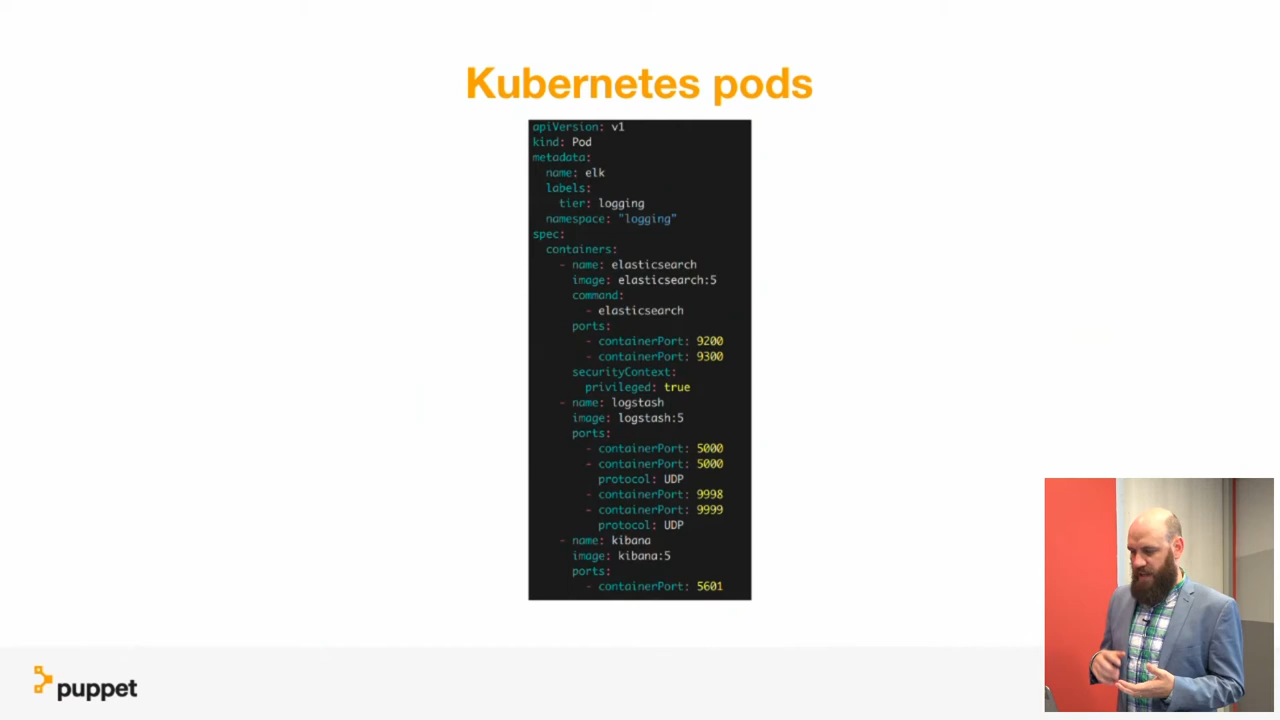 Kubernetes pods
apiVersion: v1
kind: Pod
metadata:
  name: elk
  labels:
    tier: logging
  namespace: "logging"
spec:
  containers:
    - name: elasticsearch
      image: elasticsearch:5
      command:
        - elasticsearch
      ports:
        - containerPort: 9200
        - containerPort: 9300
      securityContext:
        privileged: true
    - name: logstash
      image: logstash:5
      ports:
        - containerPort: 5000
        - containerPort: 5000
          protocol: UDP
        - containerPort: 9998
        - containerPort: 9999
          protocol: UDP
    - name: kibana
      image: kibana:5
      ports:
        - containerPort: 5601
puppet